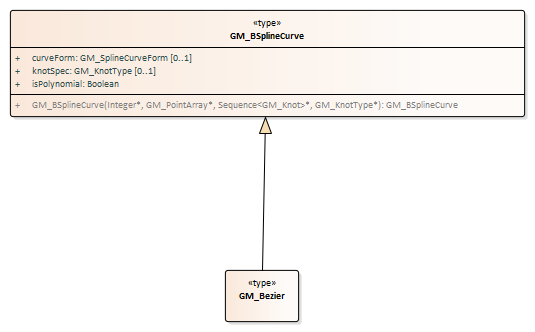 «type»
GM_BSplineCurve
+ curveForm: GM_SplineCurveForm [0..1]
+ knotSpec: GM_KnotType [0..1]
+ isPolynomial: Boolean
+ GM_BSplineCurve(Integer*, GM_PointArray*, Sequence<GM_Knot>*, GM_KnotType*): GM_BSplineCurve
«type»
GM_Bezier